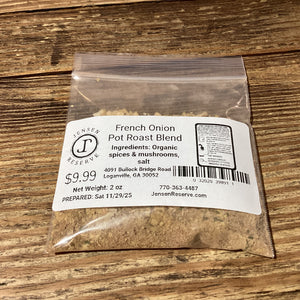 JENSEN
RESERVE
French Onion
Pot Roast Blend
Ingredients: Organic
spices & mushrooms,
salt
4091 Bullock Bridge Road
Loganville, GA 30052
$9.99
Net Weight: 2 oz
PREPARED: Sat 11/29/25
770-363-4487
JensenReserve.com